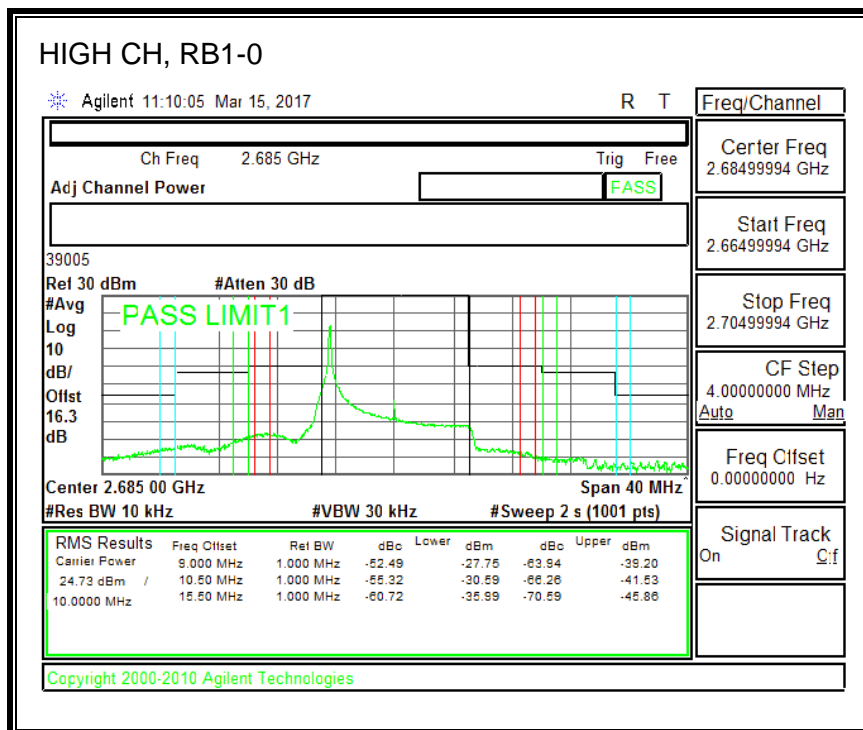 HIGH CH, RB1-0
Agilent 11:10:05 Mar 15, 2017 R T
Freq/Channel
Ch Freq 2.685 GHz Trig Free
Adj Channel Power PASS
39005
Ref 30 dBm #Atten 30 dB
#Avg
Log
10
dB/
Offst
16.3
dB
PASS LIMIT1
Center 2.685 00 GHz Span 40 MHz
#Res BW 10 kHz #VBW 30 kHz #Sweep 2 s (1001 pts)
RMS Results Freq Offset Ref BW dBc Lower dBm dBc Upper dBm
Carrier Power 9.000 MHz 1.000 MHz -52.49 -27.75 -63.94 -39.20
24.73 dBm / 10.50 MHz 1.000 MHz -55.32 -30.59 -66.26 -41.53
10.0000 MHz 15.50 MHz 1.000 MHz -60.72 -35.99 -70.59 -45.86
Copyright 2000-2010 Agilent Technologies
Center Freq
2.68499994 GHz
Start Freq
2.66499994 GHz
Stop Freq
2.70499994 GHz
CF Step
4.00000000 MHz
Auto Man
Freq Offset
0.00000000 Hz
Signal Track
On Off